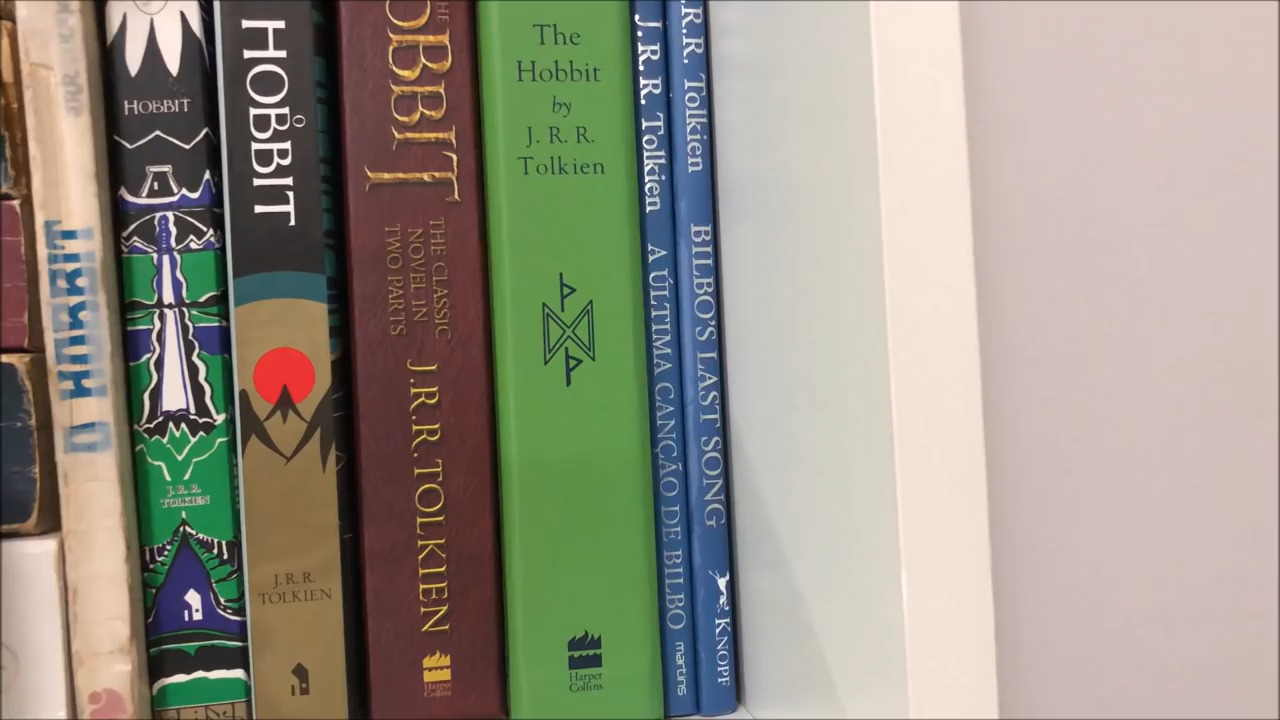 O HOBBIT
HOBBIT
J. R. R.
TOLKIEN
O HOBBIT
J. R. R.
TOLKIEN
THE
HOBBIT
THE CLASSIC
NOVEL IN
TWO PARTS
J.R.R. TOLKIEN
Harper
Collins
The
Hobbit
by
J. R. R.
Tolkien
Harper
Collins
J.R.R. Tolkien A ÚLTIMA CANÇÃO DE BILBO martins
J.R.R. Tolkien BILBO'S LAST SONG KNOPF